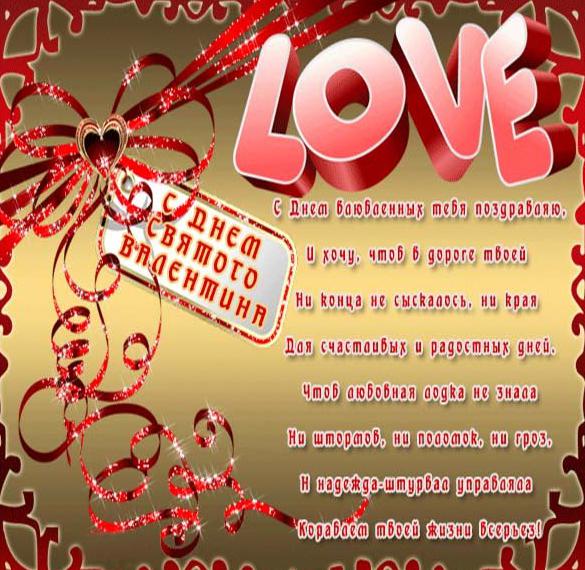 LOVE
С ДНЕМ
СВЯТОГО
ВАЛЕНТИНА
С Днем влюбленных тебя поздравляю,
И хочу, чтоб в дороге твоей
Ни конца не сыскалось, ни края
Для счастливых и радостных дней.
Чтоб любовная лодка не знала
Ни штормов, ни поломок, ни гроз,
И надежда-штурвал управляла
Кораблем твоей жизни всерьез!